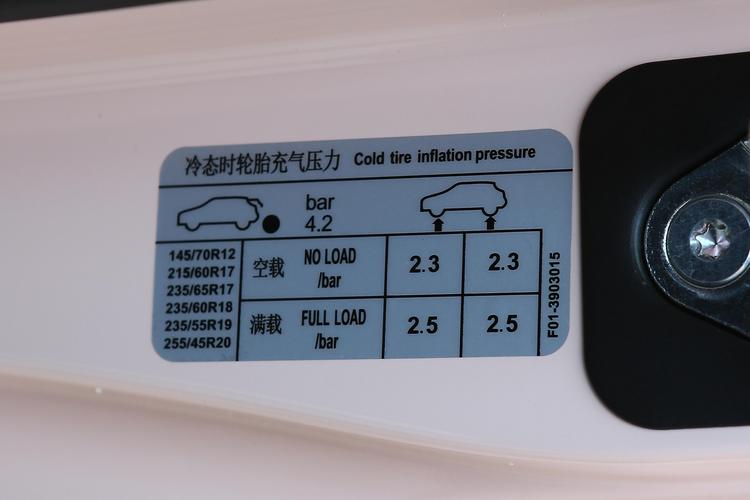 冷态时轮胎充气压力 Cold tire inflation pressure
bar
4.2
145/70R12
215/60R17
235/65R17
235/60R18
235/55R19
255/45R20
空载 NO LOAD /bar 2.3 2.3
满载 FULL LOAD /bar 2.5 2.5
F01-3903015